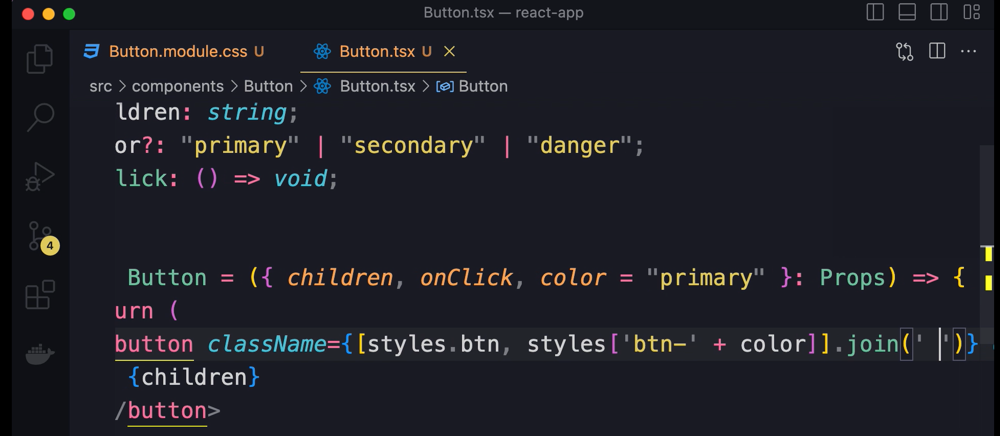 Button.tsx — react-app
Button.module.css U Button.tsx U
src > components > Button > Button.tsx > Button
ldren: string;
or?: "primary" | "secondary" | "danger";
lick: () => void;
Button = ({ children, onClick, color = "primary" }: Props) => {
urn (
button className={[styles.btn, styles['btn-' + color]].join(' ')}
{children}
/button>
4